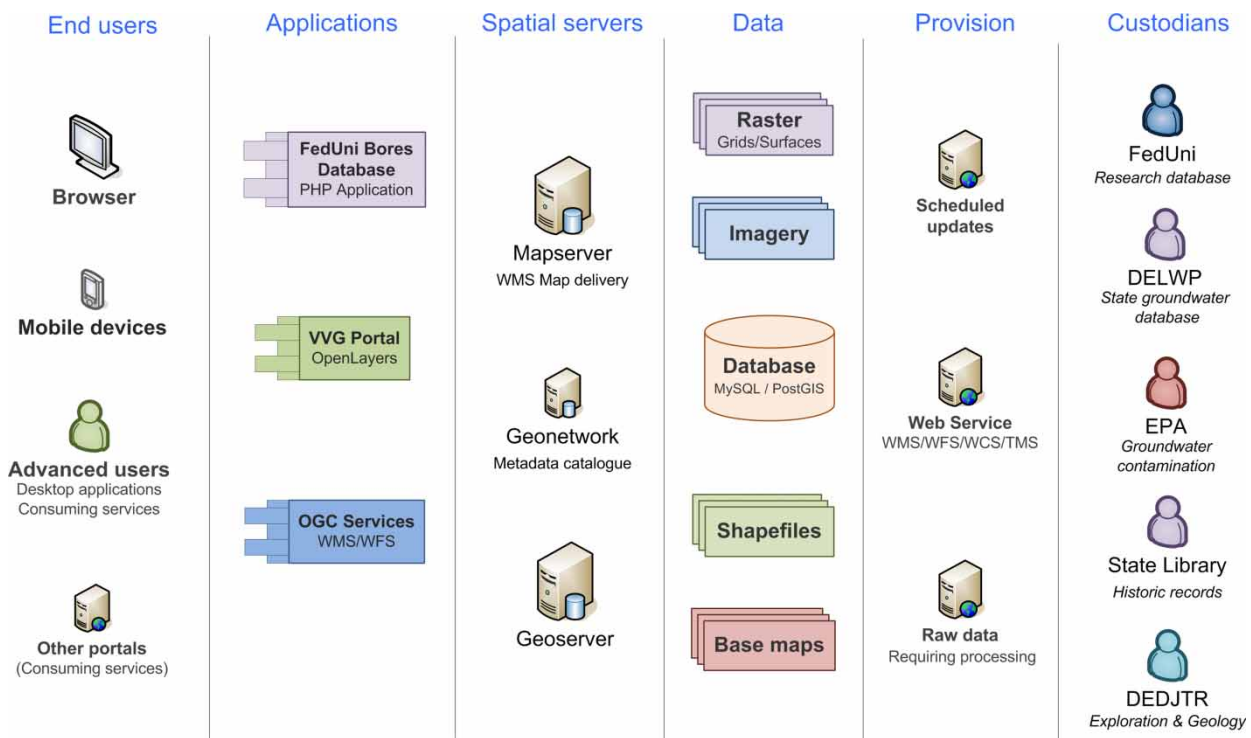 End users
Applications
Spatial servers
Data
Provision
Custodians
Browser
Mobile devices
Advanced users
Desktop applications
Consuming services
Other portals
(Consuming services)
FedUni Bores
Database
PHP Application
VVG Portal
OpenLayers
OGC Services
WMS/WFS
Mapserver
WMS Map delivery
Geonetwork
Metadata catalogue
Geoserver
Raster
Grids/Surfaces
Imagery
Database
MySQL / PostGIS
Shapefiles
Base maps
Scheduled
updates
Web Service
WMS/WFS/WCS/TMS
Raw data
Requiring processing
FedUni
Research database
DELWP
State groundwater
database
EPA
Groundwater
contamination
State Library
Historic records
DEDJTR
Exploration & Geology